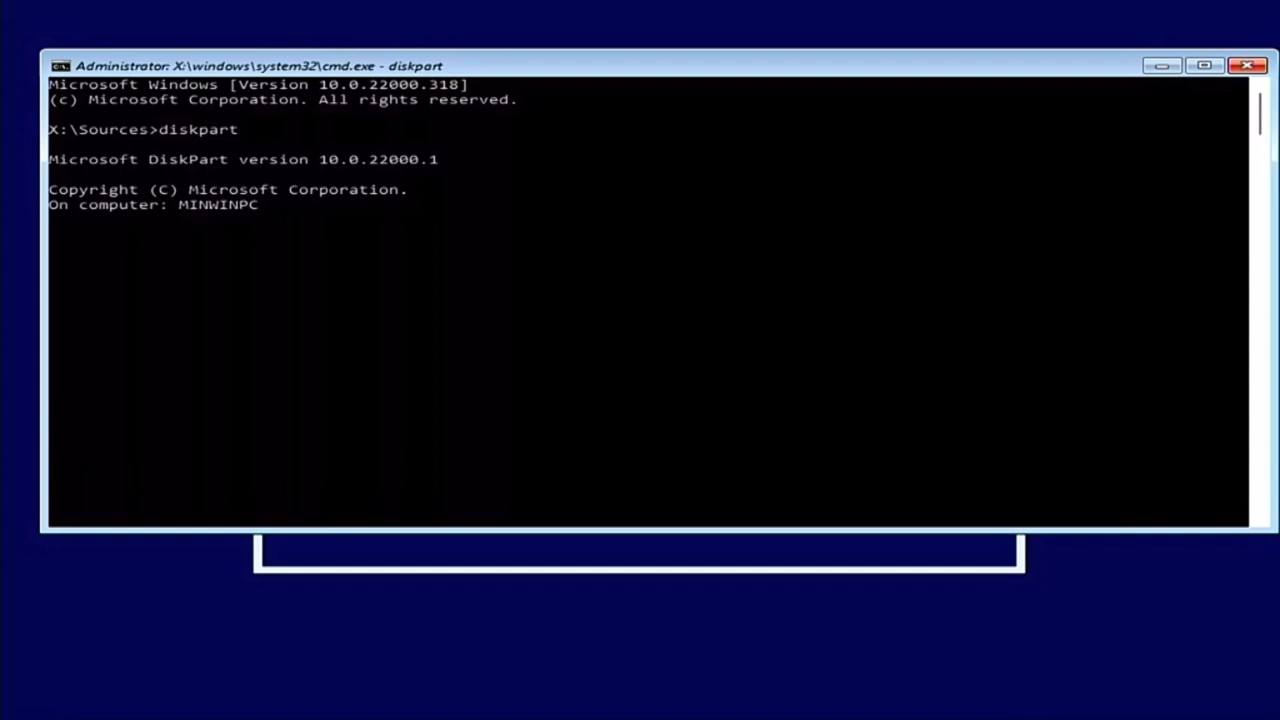 Administrator: X:\windows\system32\cmd.exe - diskpart
Microsoft Windows [Version 10.0.22000.318]
(c) Microsoft Corporation. All rights reserved.
X:\Sources>diskpart
Microsoft DiskPart version 10.0.22000.1
Copyright (C) Microsoft Corporation.
On computer: MINWINPC